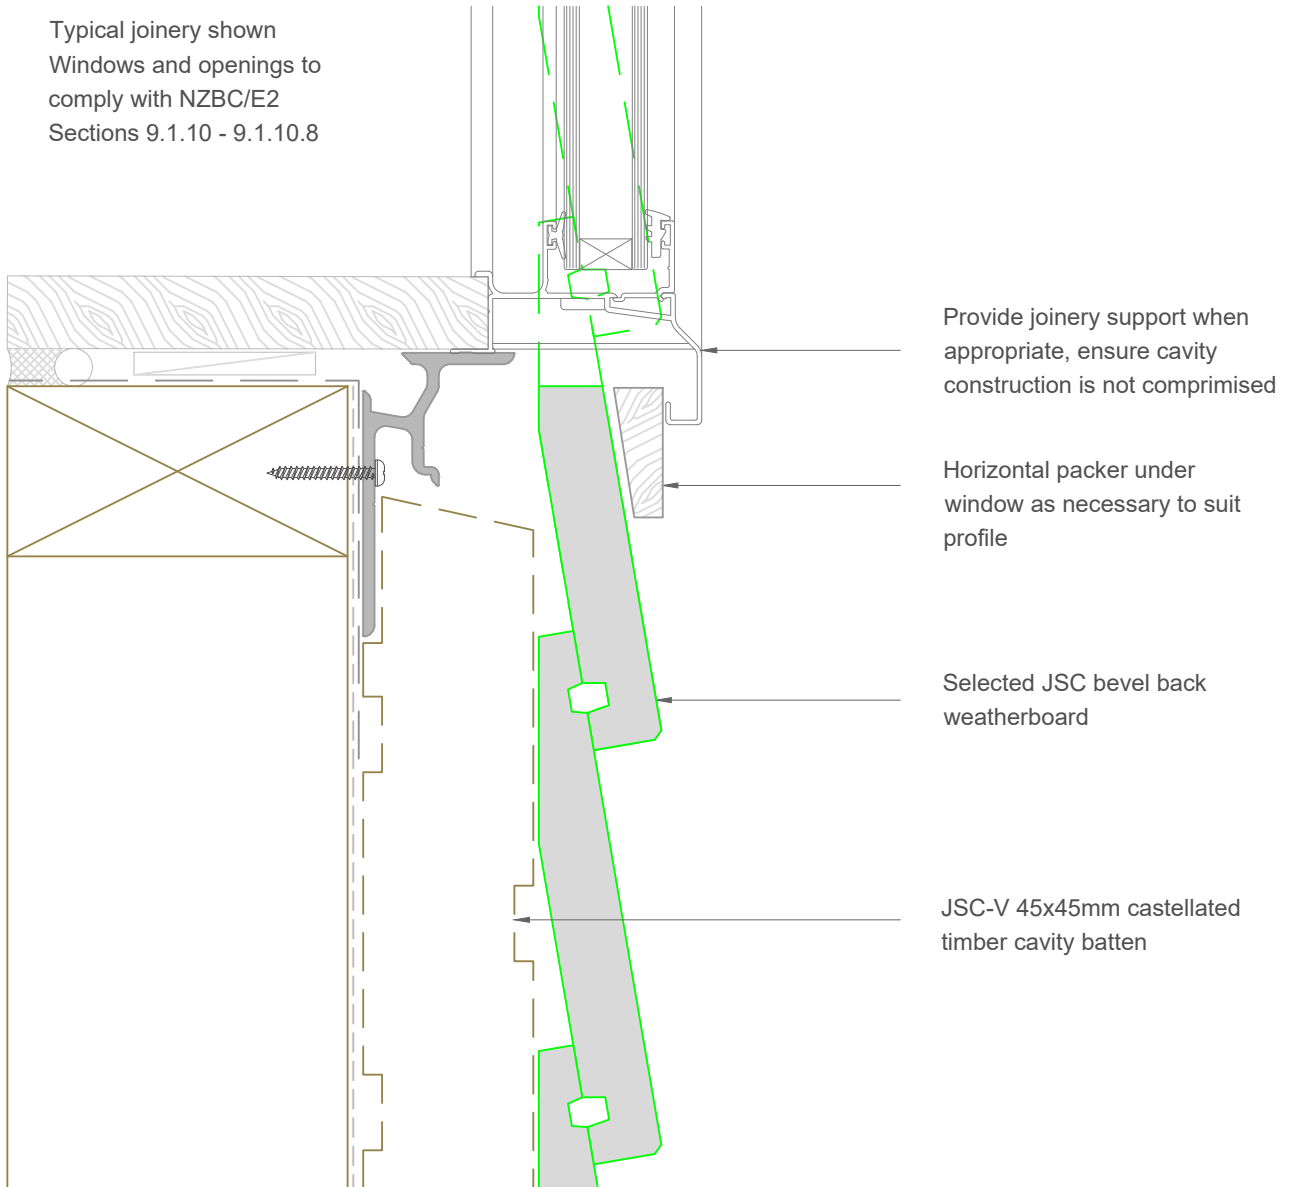 Typical joinery shown
Windows and openings to
comply with NZBC/E2
Sections 9.1.10 - 9.1.10.8
Provide joinery support when
appropriate, ensure cavity
construction is not comprimised
Horizontal packer under
window as necessary to suit
profile
Selected JSC bevel back
weatherboard
JSC-V 45x45mm castellated
timber cavity batten